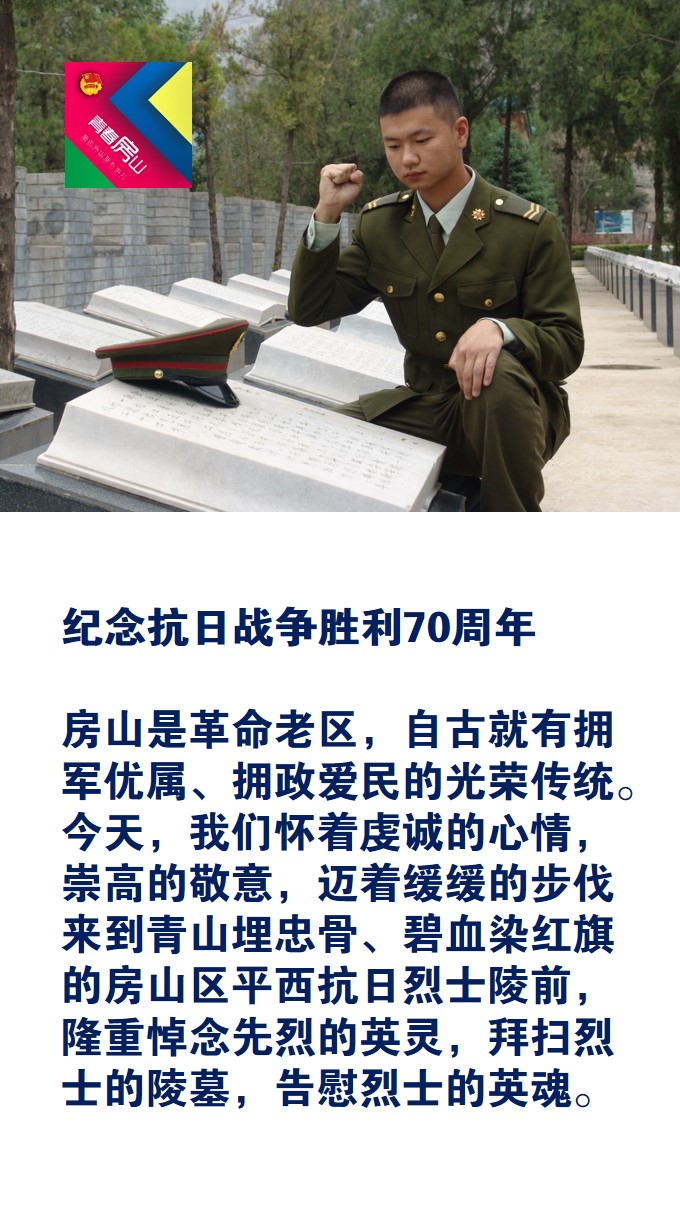 青春房山
纪念抗日战争胜利70周年
房山是革命老区，自古就有拥
军优属、拥政爱民的光荣传统。
今天，我们怀着虔诚的心情，
崇高的敬意，迈着缓缓的步伐
来到青山埋忠骨、碧血染红旗
的房山区平西抗日烈士陵前，
隆重悼念先烈的英灵，拜扫烈
士的陵墓，告慰烈士的英魂。